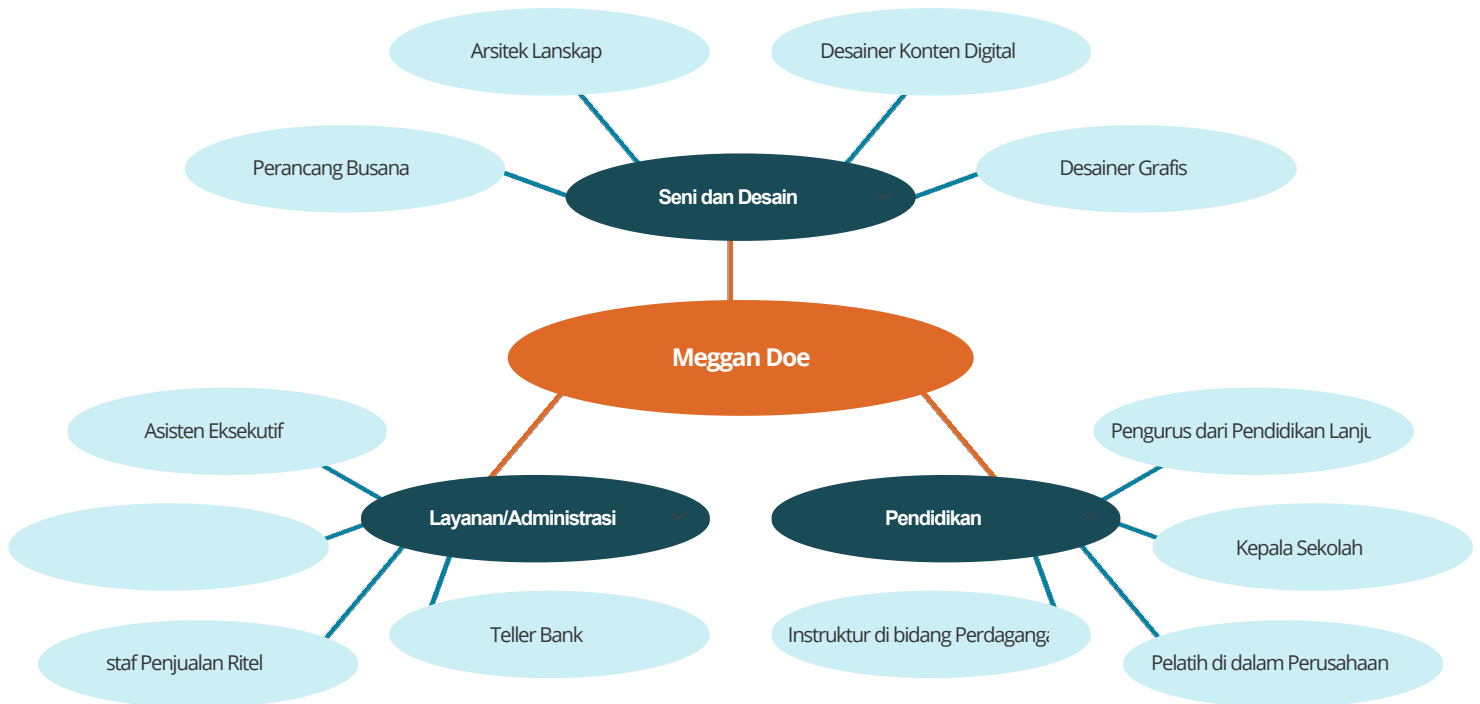 Arsitek Lanskap
Desainer Konten Digital
Perancang Busana
Desainer Grafis
Seni dan Desain
Meggan Doe
Asisten Eksekutif
Pengurus dari Pendidikan Lanju
Layanan/Administrasi
Pendidikan
Kepala Sekolah
Teller Bank
Instruktur di bidang Perdaganga
staf Penjualan Ritel
Pelatih di dalam Perusahaan